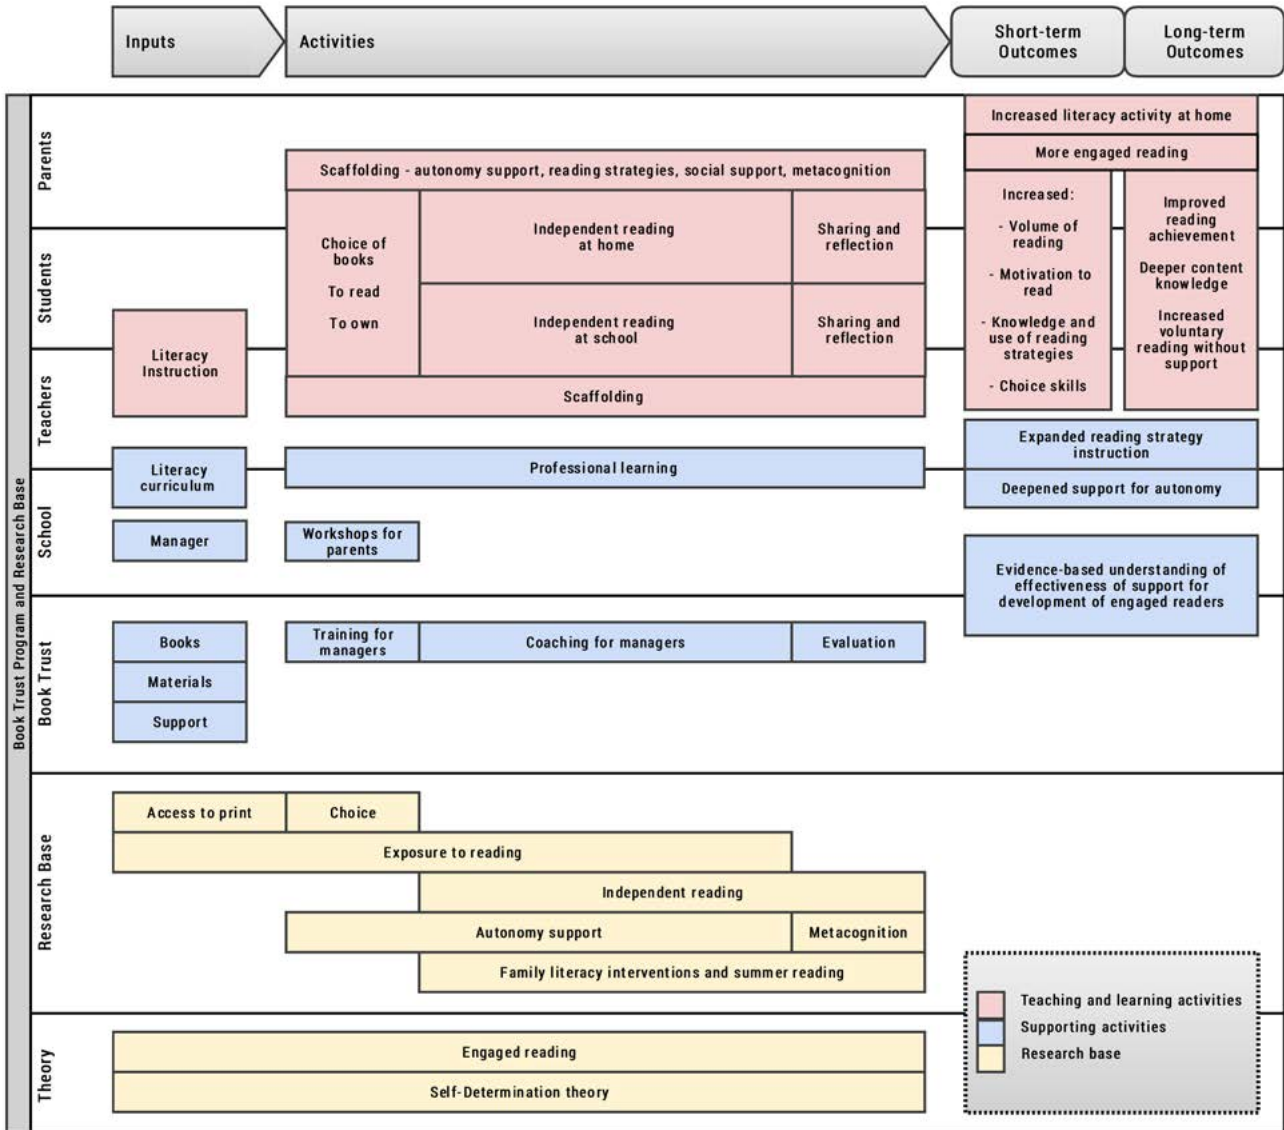 Inputs
Activities
Short-term
Outcomes
Long-term
Outcomes
Book Trust Program and Research Base
Parents
Increased literacy activity at home
More engaged reading
Scaffolding - autonomy support, reading strategies, social support, metacognition
Students
Choice of
books
To read
To own
Independent reading
at home
Sharing and
reflection
Independent reading
at school
Sharing and
reflection
Increased:
- Volume of
reading
- Motivation to
read
- Knowledge and
use of reading
strategies
- Choice skills
Improved
reading
achievement
Deeper content
knowledge
Increased
voluntary
reading without
support
Teachers
Literacy
Instruction
Scaffolding
Literacy
curriculum
Professional learning
Expanded reading strategy
instruction
Deepened support for autonomy
School
Manager
Workshops for
parents
Evidence-based understanding of
effectiveness of support for
development of engaged readers
Book Trust
Books
Materials
Support
Training for
managers
Coaching for managers
Evaluation
Research Base
Access to print
Choice
Exposure to reading
Independent reading
Autonomy support
Metacognition
Family literacy interventions and summer reading
Theory
Engaged reading
Self-Determination theory
Teaching and learning activities
Supporting activities
Research base